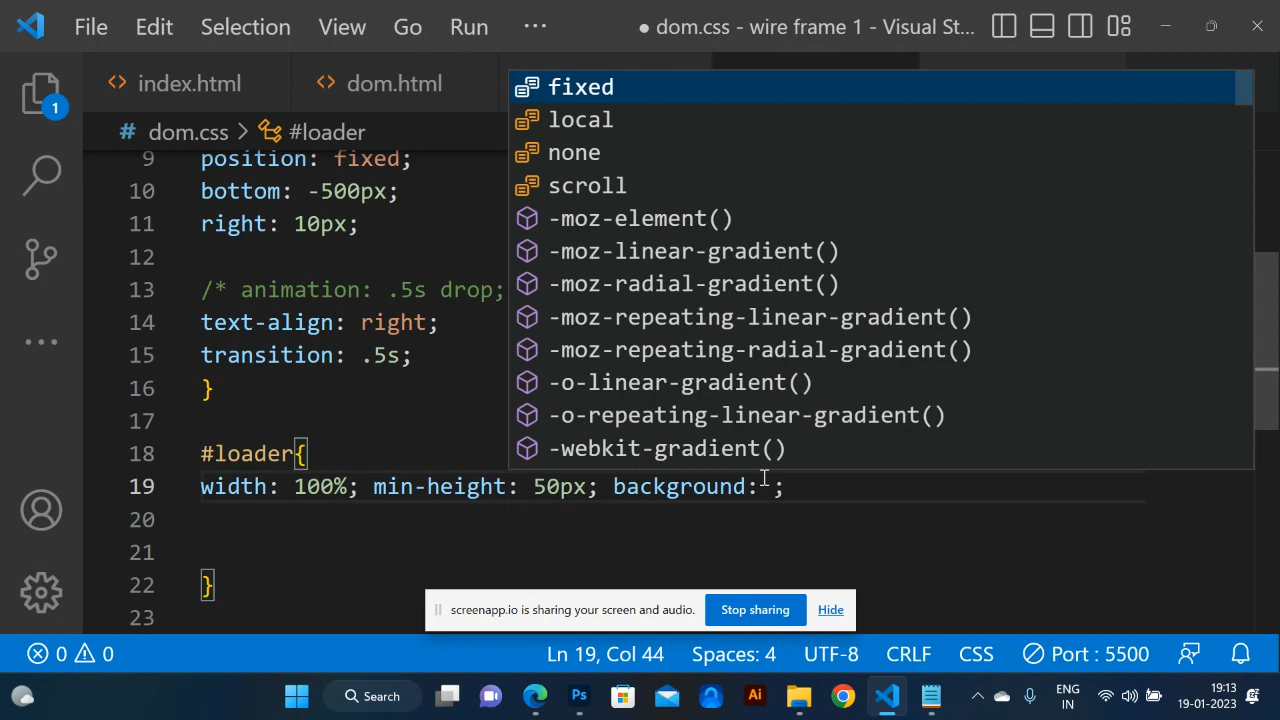 File Edit Selection View Go Run ··· ● dom.css - wire frame 1 - Visual St...
index.html dom.html
1
# dom.css > #loader
fixed
local
none
scroll
-moz-element()
-moz-linear-gradient()
-moz-radial-gradient()
-moz-repeating-linear-gradient()
-moz-repeating-radial-gradient()
-o-linear-gradient()
-o-repeating-linear-gradient()
-webkit-gradient()
9 position: fixed;
10 bottom: -500px;
11 right: 10px;
12
13 /* animation: .5s drop;
14 text-align: right;
15 transition: .5s;
16 }
17
18 #loader{
19 width: 100%; min-height: 50px; background: ;
20
21
22 }
23
screenapp.io is sharing your screen and audio. Stop sharing Hide
0 0 Ln 19, Col 44 Spaces: 4 UTF-8 CRLF CSS Port : 5500
Search Ps Ai ENG
IN 19:13
19-01-2023